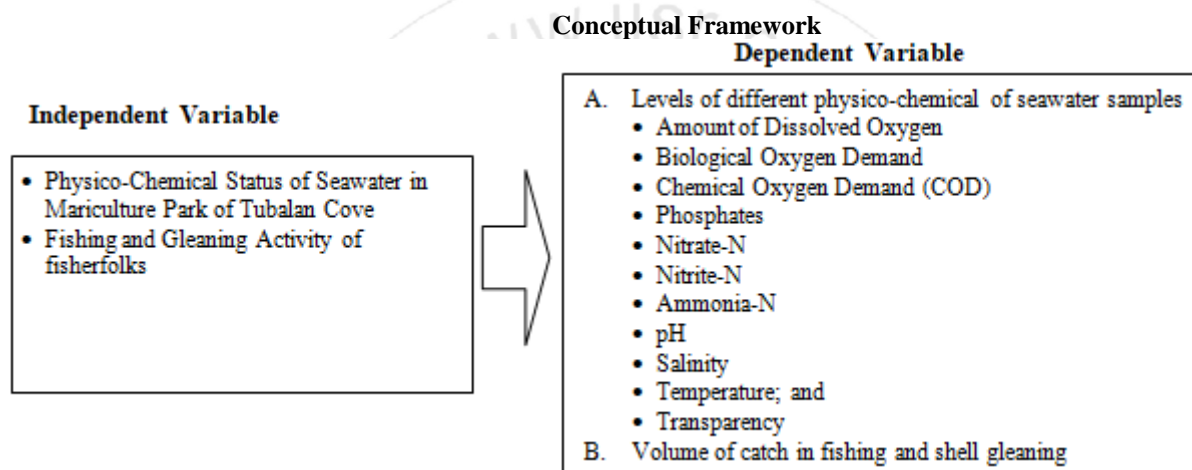 Conceptual Framework
Dependent Variable
Independent Variable
• Physico-Chemical Status of Seawater in
Mariculture Park of Tubalan Cove
• Fishing and Gleaning Activity of
fisherfolks
A. Levels of different physico-chemical of seawater samples
• Amount of Dissolved Oxygen
• Biological Oxygen Demand
• Chemical Oxygen Demand (COD)
• Phosphates
• Nitrate-N
• Nitrite-N
• Ammonia-N
• pH
• Salinity
• Temperature; and
• Transparency
B. Volume of catch in fishing and shell gleaning